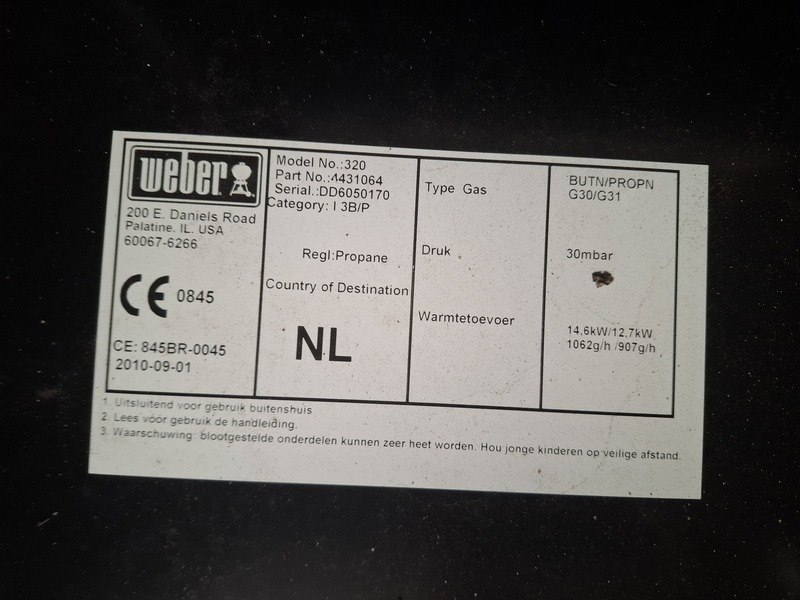 weber
200 E. Daniels Road
Palatine. IL. USA
60067-6266
CE 0845
CE: 845BR-0045
2010-09-01
Model No.:320
Part No.:4431064
Serial.:DD6050170
Category: I 3B/P
Regl:Propane
Country of Destination
NL
Type Gas
BUTN/PROPN
G30/G31
Druk
30mbar
Warmtetoevoer
14,6kW/12,7kW
1062g/h /907g/h
1. Uitsluitend voor gebruik buitenshuis
2. Lees vóór gebruik de handleiding.
3. Waarschuwing: blootgestelde onderdelen kunnen zeer heet worden. Hou jonge kinderen op veilige afstand.